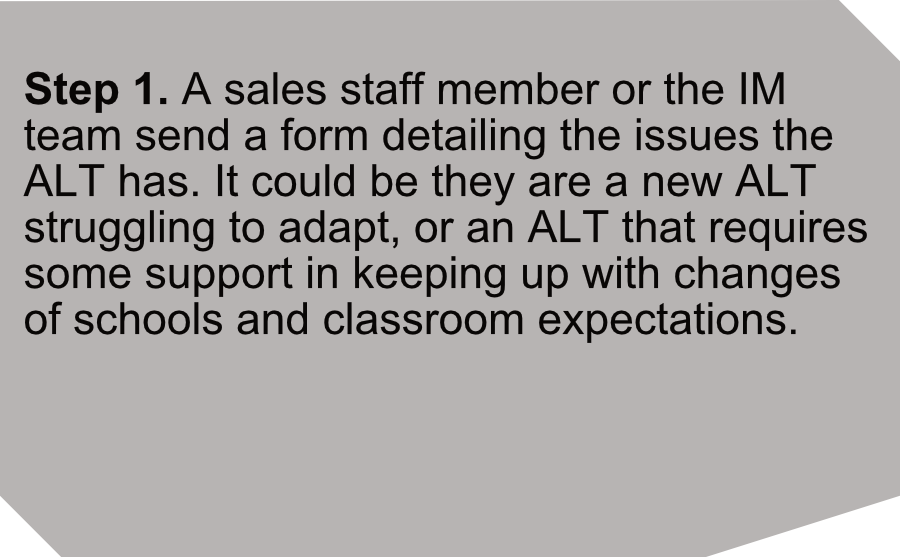 Step 1. A sales staff member or the IM
team send a form detailing the issues the
ALT has. It could be they are a new ALT
struggling to adapt, or an ALT that requires
some support in keeping up with changes
of schools and classroom expectations.